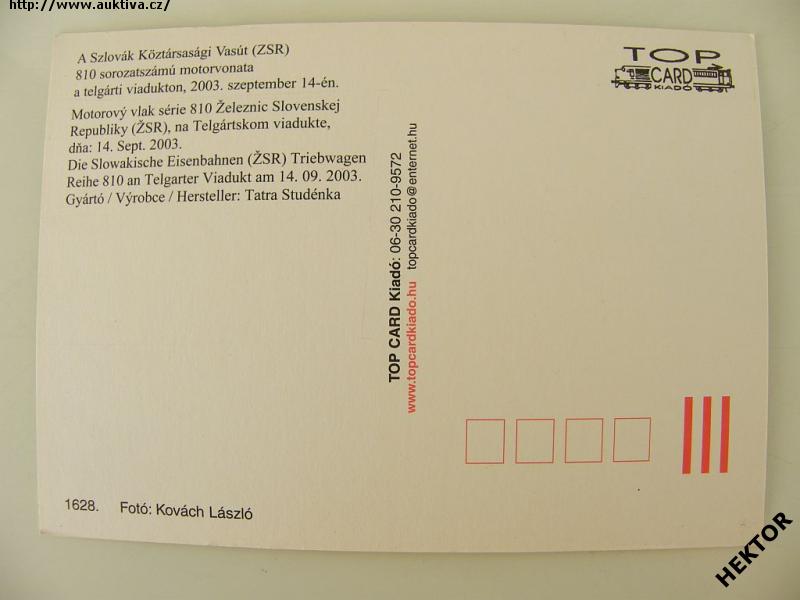 http://www.auktiva.cz/
A Szlovák Köztársasági Vasút (ZSR)
810 sorozatszámú motorvonata
a telgárti viadukton, 2003. szeptember 14-én.
Motorový vlak série 810 Železnic Slovenskej
Republiky (ŽSR), na Telgártskom viadukte,
dňa: 14. Sept. 2003.
Die Slowakische Eisenbahnen (ŽSR) Triebwagen
Reihe 810 an Telgarter Viadukt am 14. 09. 2003.
Gyártó / Výrobce / Hersteller: Tatra Studénka
TOP
CARD
KIADÓ
TOP CARD Kiadó: 06-30 210-9572
www.topcardkiado.hu topcardkiado@enternet.hu
1628. Fotó: Kovách László
HEKTOR